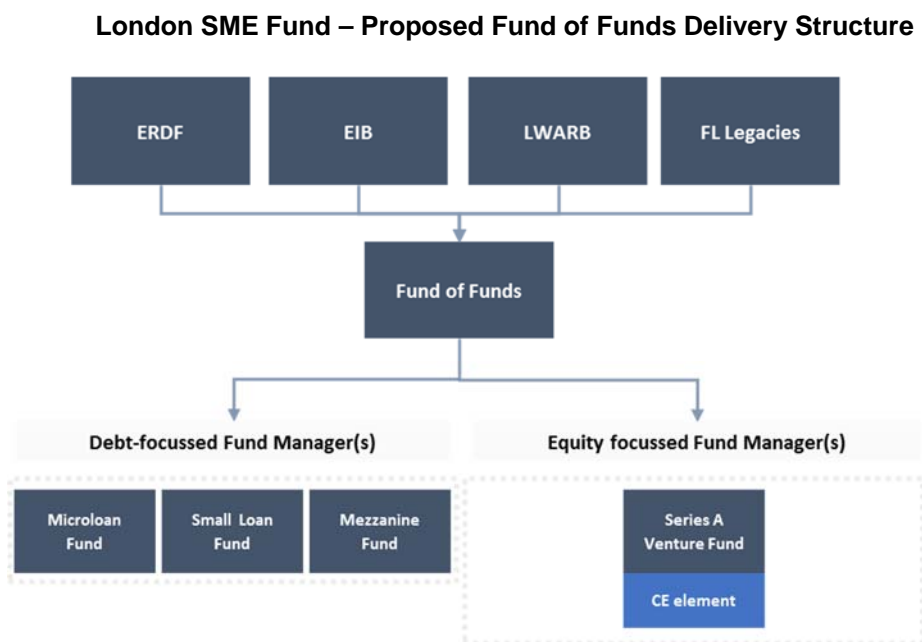 London SME Fund – Proposed Fund of Funds Delivery Structure
ERDF
EIB
LWARB
FL Legacies
Fund of Funds
Debt-focussed Fund Manager(s)
Equity focussed Fund Manager(s)
Microloan
Fund
Small Loan
Fund
Mezzanine
Fund
Series A
Venture Fund
CE element